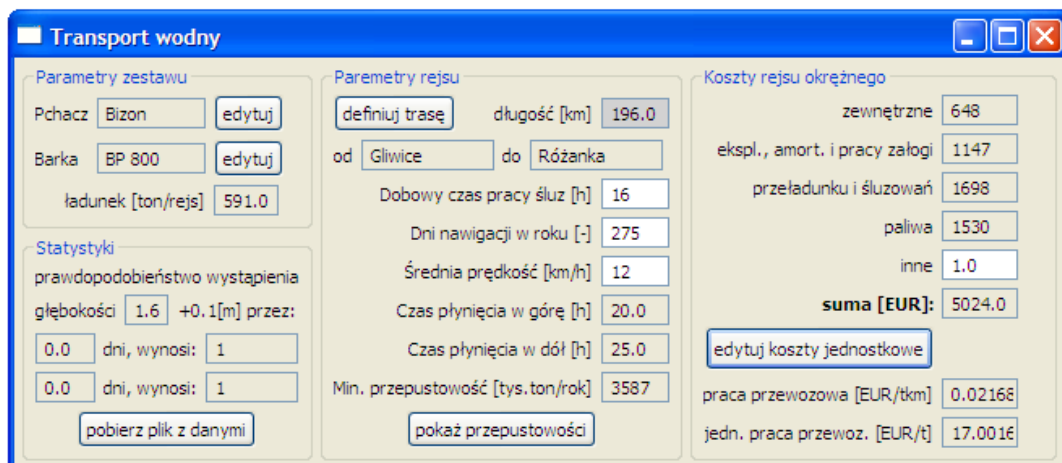 Transport wodny
Parametry zestawu
Pchacz Bizon edytuj
Barka BP 800 edytuj
ładunek [ton/rejs] 591.0
Statystyki
prawdopodobieństwo wystąpienia
głębokości 1.6 +0.1[m] przez:
0.0 dni, wynosi: 1
0.0 dni, wynosi: 1
pobierz plik z danymi
Paremetry rejsu
definiuj trasę długość [km] 196.0
od Gliwice do Różanka
Dobowy czas pracy śluz [h] 16
Dni nawigacji w roku [-] 275
Średnia prędkość [km/h] 12
Czas płynięcia w górę [h] 20.0
Czas płynięcia w dół [h] 25.0
Min. przepustowość [tys.ton/rok] 3587
pokaż przepustowości
Koszty rejsu okrężnego
zewnętrzne 648
ekspl., amort. i pracy załogi 1147
przeładunku i śluzowań 1698
paliwa 1530
inne 1.0
suma [EUR]: 5024.0
edytuj koszty jednostkowe
praca przewozowa [EUR/tkm] 0.02168
jedn. praca przewoz. [EUR/t] 17.0016